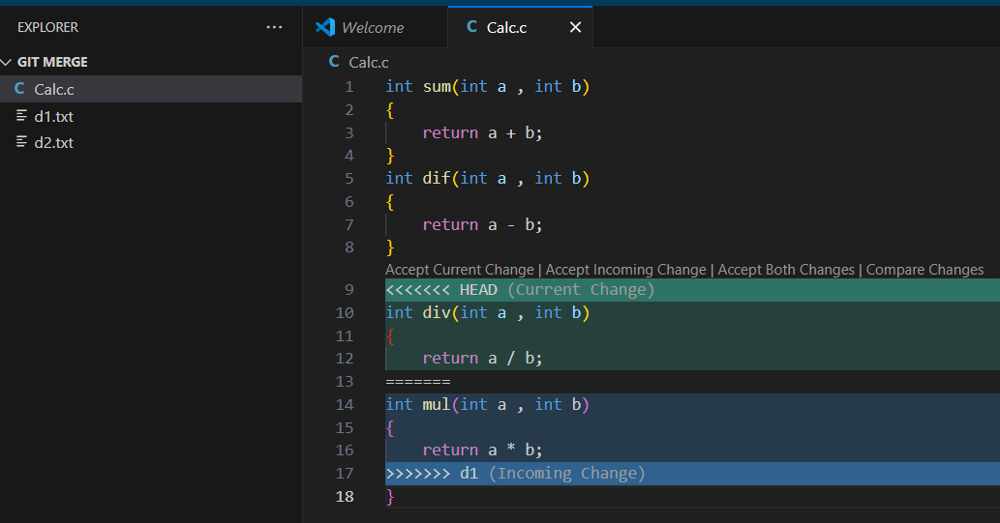 EXPLORER ...
GIT MERGE
C Calc.c
d1.txt
d2.txt
Welcome
C Calc.c
C Calc.c
1 int sum(int a , int b)
2 {
3     return a + b;
4 }
5 int dif(int a , int b)
6 {
7     return a - b;
8 }
Accept Current Change | Accept Incoming Change | Accept Both Changes | Compare Changes
9 <<<<<<< HEAD (Current Change)
10 int div(int a , int b)
11 {
12     return a / b;
13 =======
14 int mul(int a , int b)
15 {
16     return a * b;
17 >>>>>>> d1 (Incoming Change)
18 }